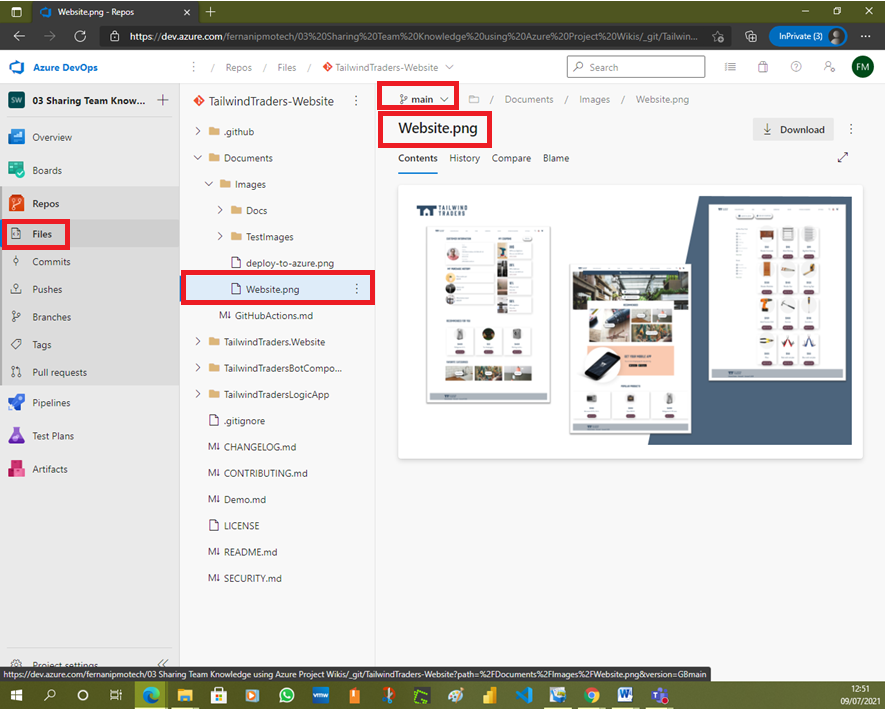 Website.png - Repos
https://dev.azure.com/fernanipmotech/03%20Sharing%20Team%20Knowledge%20using%20Azure%20Project%20Wikis/_git/Tailwin...
InPrivate (3)
Azure DevOps
/ Repos / Files / TailwindTraders-Website
Search
FM
SW
03 Sharing Team Know...
Overview
Boards
Repos
Files
Commits
Pushes
Branches
Tags
Pull requests
Pipelines
Test Plans
Artifacts
Project settings
TailwindTraders-Website
.github
Documents
Images
Docs
TestImages
deploy-to-azure.png
Website.png
GitHubActions.md
TailwindTraders.Website
TailwindTradersBotCompo...
TailwindTradersLogicApp
.gitignore
CHANGELOG.md
CONTRIBUTING.md
Demo.md
LICENSE
README.md
SECURITY.md
main
/ Documents / Images / Website.png
Website.png
Download
Contents
History
Compare
Blame
TAILWIND
TRADERS
https://dev.azure.com/fernanipmotech/03 Sharing Team Knowledge using Azure Project Wikis/_git/TailwindTraders-Website?path=%2FDocuments%2FImages%2FWebsite.png&version=GBmain
12:51
09/07/2021